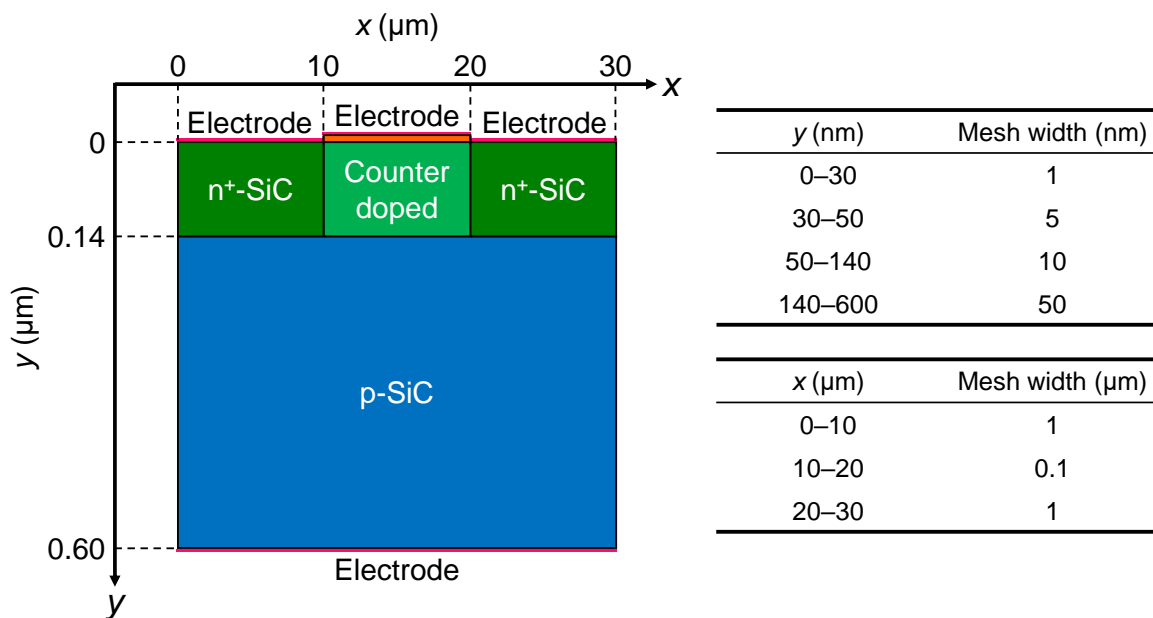 x (µm)
0 10 20 30
x
Electrode Electrode Electrode
0
n⁺-SiC Counter doped n⁺-SiC
0.14
y (µm)
p-SiC
0.60
Electrode
y
y (nm) Mesh width (nm)
0–30 1
30–50 5
50–140 10
140–600 50
x (µm) Mesh width (µm)
0–10 1
10–20 0.1
20–30 1